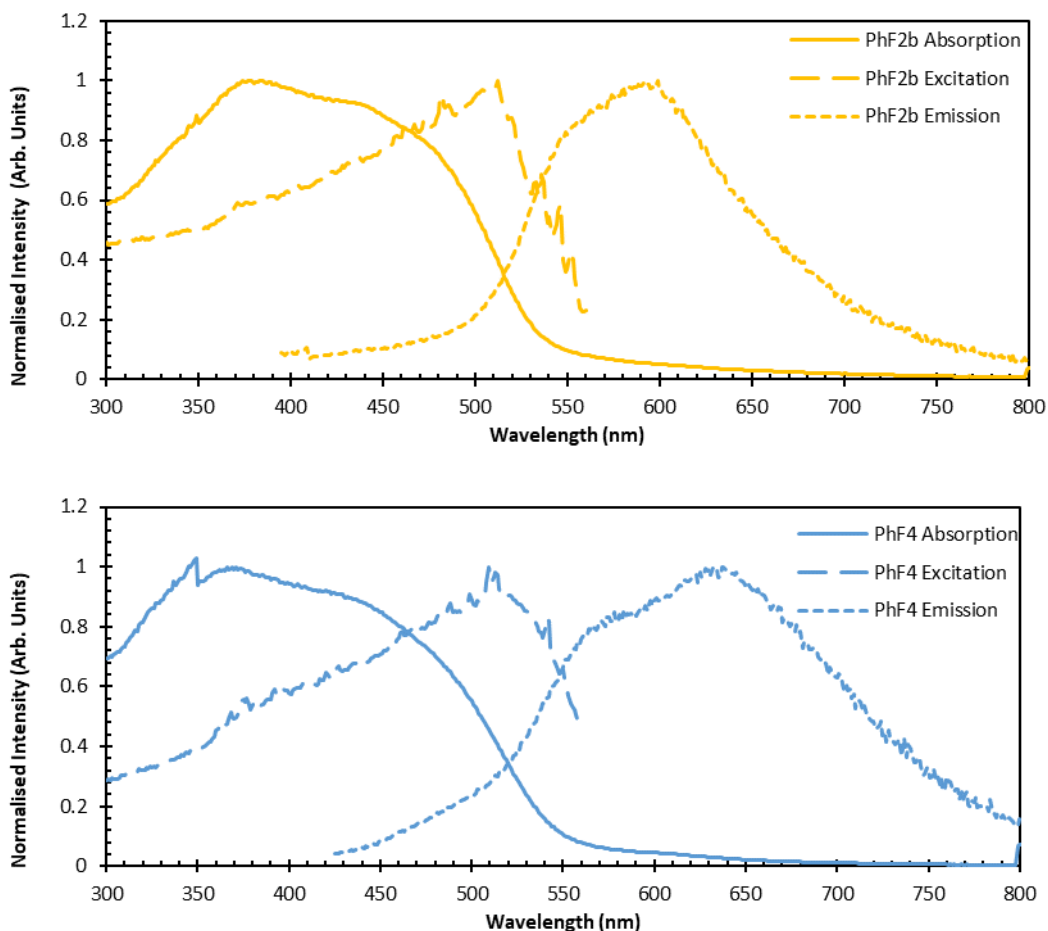 1.2
1
0.8
0.6
0.4
0.2
0
Normalised Intensity (Arb. Units)
PhF2b Absorption
PhF2b Excitation
PhF2b Emission
300 350 400 450 500 550 600 650 700 750 800
Wavelength (nm)
1.2
1
0.8
0.6
0.4
0.2
0
Normalised Intensity (Arb. Units)
PhF4 Absorption
PhF4 Excitation
PhF4 Emission
300 350 400 450 500 550 600 650 700 750 800
Wavelength (nm)